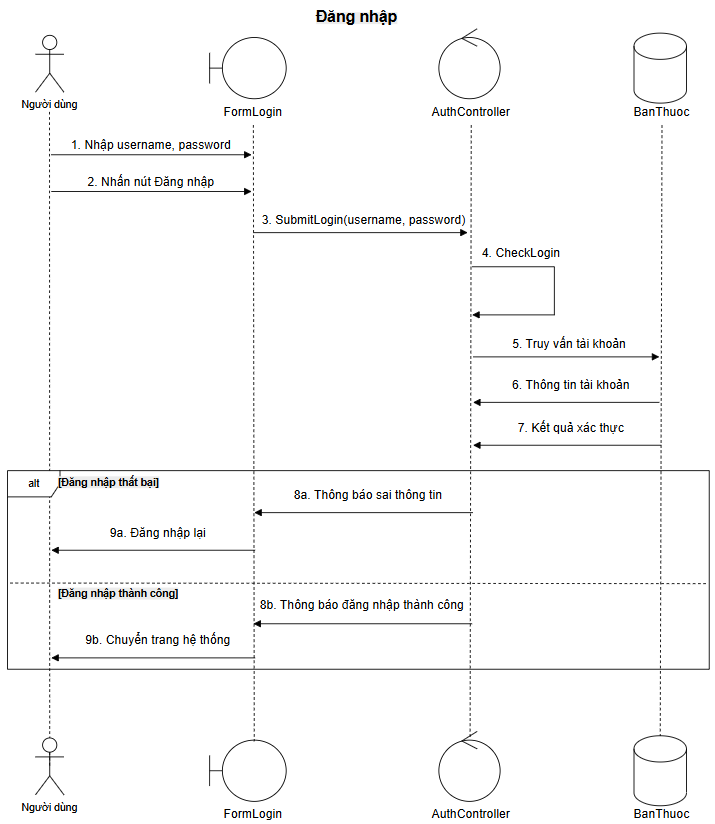 Đăng nhập
Người dùng
FormLogin
AuthController
BanThuoc
1. Nhập username, password
2. Nhấn nút Đăng nhập
3. SubmitLogin(username, password)
4. CheckLogin
5. Truy vấn tài khoản
6. Thông tin tài khoản
7. Kết quả xác thực
alt
[Đăng nhập thất bại]
8a. Thông báo sai thông tin
9a. Đăng nhập lại
[Đăng nhập thành công]
8b. Thông báo đăng nhập thành công
9b. Chuyển trang hệ thống
Người dùng
FormLogin
AuthController
BanThuoc